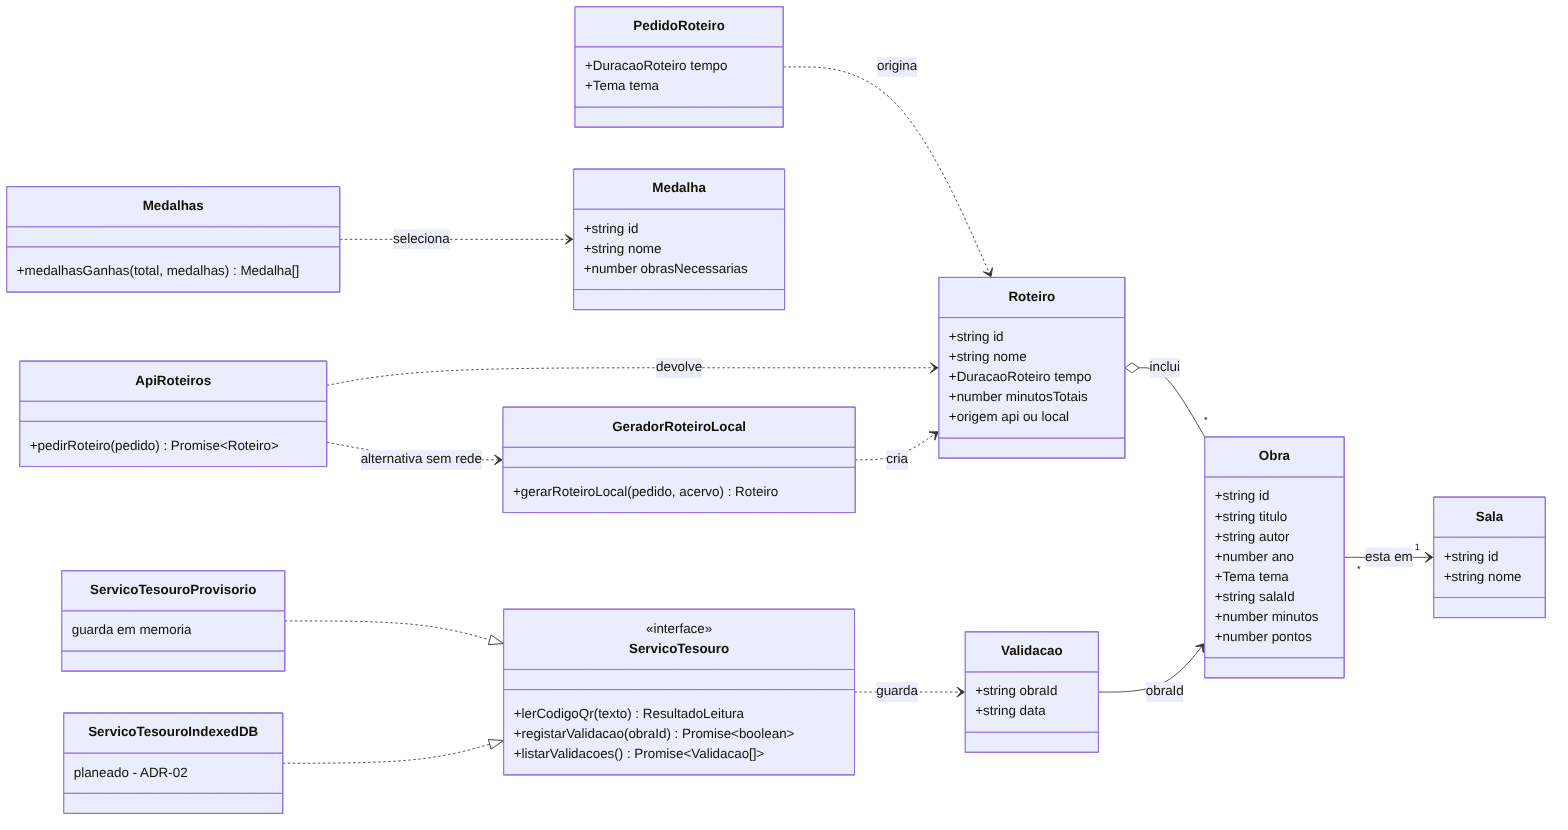 PedidoRoteiro
+DuracaoRoteiro tempo
+Tema tema
origina
Medalhas
+medalhasGanhas(total, medalhas) : Medalha[]
seleciona
Medalha
+string id
+string nome
+number obrasNecessarias
Roteiro
+string id
+string nome
+DuracaoRoteiro tempo
+number minutosTotais
+origem api ou local
inclui
*
ApiRoteiros
+pedirRoteiro(pedido) : Promise<Roteiro>
devolve
alternativa sem rede
GeradorRoteiroLocal
+gerarRoteiroLocal(pedido, acervo) : Roteiro
cria
Obra
+string id
+string titulo
+string autor
+number ano
+Tema tema
+string salaId
+number minutos
+number pontos
esta em
1
*
Sala
+string id
+string nome
ServicoTesouroProvisorio
guarda em memoria
ServicoTesouroIndexedDB
planeado - ADR-02
«interface»
ServicoTesouro
+lerCodigoQr(texto) : ResultadoLeitura
+registarValidacao(obraId) : Promise<boolean>
+listarValidacoes() : Promise<Validacao[]>
guarda
Validacao
+string obraId
+string data
obraId